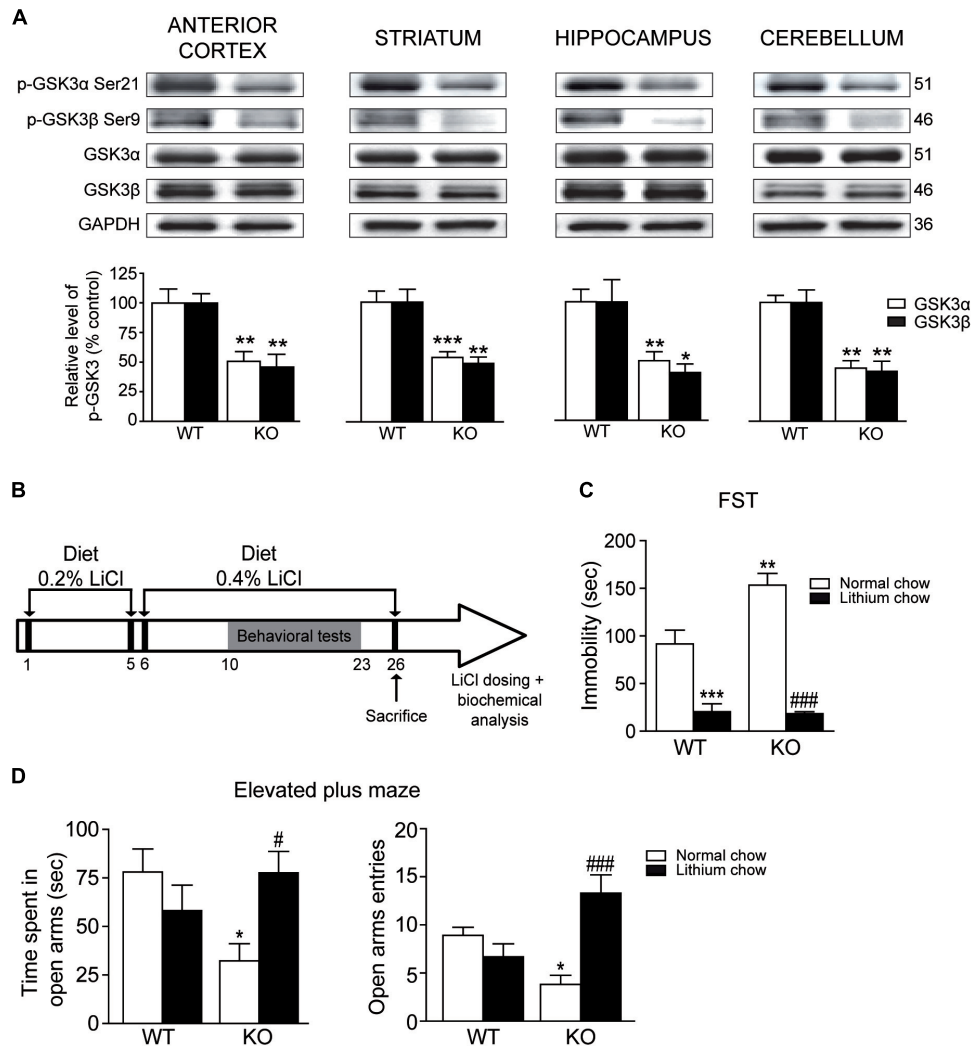 A
ANTERIOR
CORTEX
STRIATUM
HIPPOCAMPUS
CEREBELLUM
p-GSK3α Ser21
51
p-GSK3β Ser9
46
GSK3α
51
GSK3β
46
GAPDH
36
Relative level of
p-GSK3 (% control)
125
100
75
50
25
0
** **
*** **
** *
** **
WT KO
WT KO
WT KO
WT KO
GSK3α
GSK3β
B
Diet
0.2% LiCl
Diet
0.4% LiCl
Behavioral tests
1 5 6 10 23 26
Sacrifice
LiCl dosing +
biochemical
analysis
C
FST
Immobility (sec)
200
150
100
50
0
***
**
###
WT KO
Normal chow
Lithium chow
D
Elevated plus maze
Time spent in
open arms (sec)
100
75
50
25
0
*
#
WT KO
Open arms entries
20
15
10
5
0
*
###
WT KO
Normal chow
Lithium chow